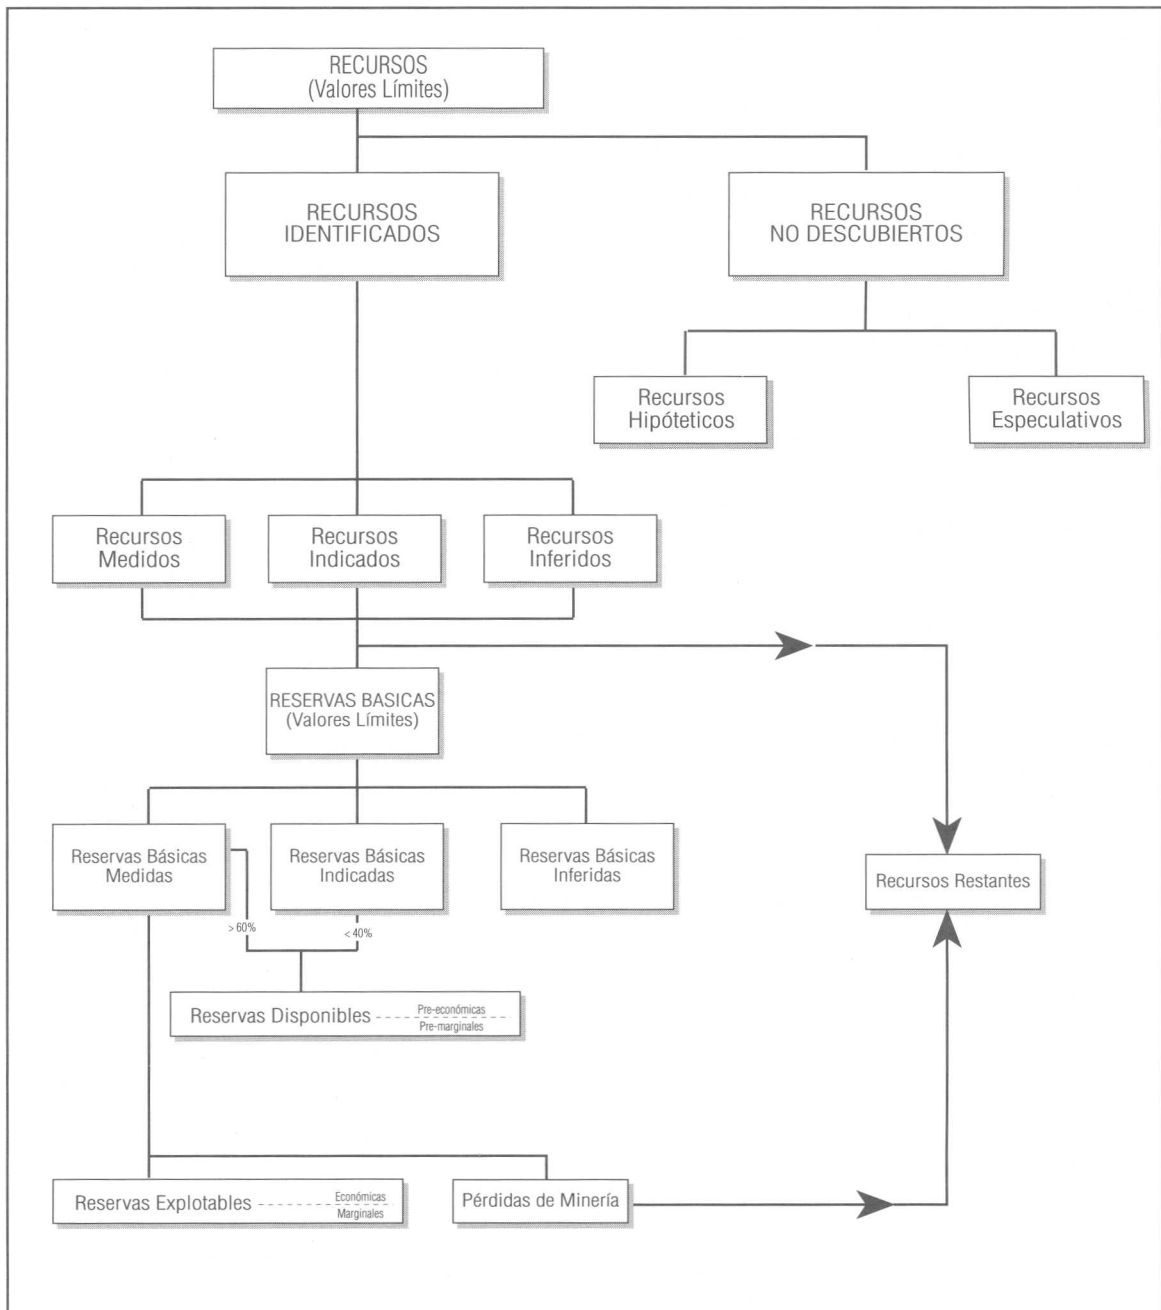 RECURSOS
(Valores Límites)
RECURSOS
IDENTIFICADOS
RECURSOS
NO DESCUBIERTOS
Recursos
Hipóteticos
Recursos
Especulativos
Recursos
Medidos
Recursos
Indicados
Recursos
Inferidos
RESERVAS BASICAS
(Valores Límites)
Reservas Básicas
Medidas
Reservas Básicas
Indicadas
Reservas Básicas
Inferidas
Recursos Restantes
> 60%
< 40%
Reservas Disponibles
Pre-económicas
Pre-marginales
Reservas Explotables
Económicas
Marginales
Pérdidas de Minería